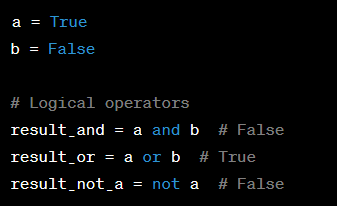 a = True
b = False

# Logical operators
result_and = a and b  # False
result_or = a or b  # True
result_not_a = not a  # False